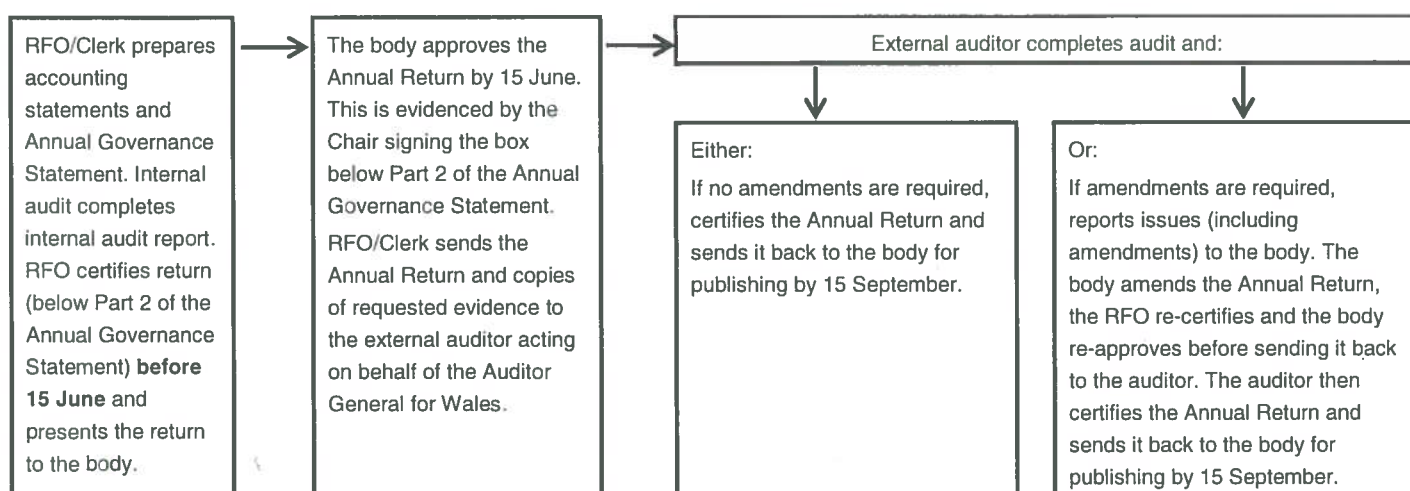 RFO/Clerk prepares
accounting
statements and
Annual Governance
Statement. Internal
audit completes
internal audit report.
RFO certifies return
(below Part 2 of the
Annual Governance
Statement) before
15 June and
presents the return
to the body.
The body approves the
Annual Return by 15 June.
This is evidenced by the
Chair signing the box
below Part 2 of the Annual
Governance Statement.
RFO/Clerk sends the
Annual Return and copies
of requested evidence to
the external auditor acting
on behalf of the Auditor
General for Wales.
External auditor completes audit and:
Either:
If no amendments are required,
certifies the Annual Return and
sends it back to the body for
publishing by 15 September.
Or:
If amendments are required,
reports issues (including
amendments) to the body. The
body amends the Annual Return,
the RFO re-certifies and the body
re-approves before sending it back
to the auditor. The auditor then
certifies the Annual Return and
sends it back to the body for
publishing by 15 September.